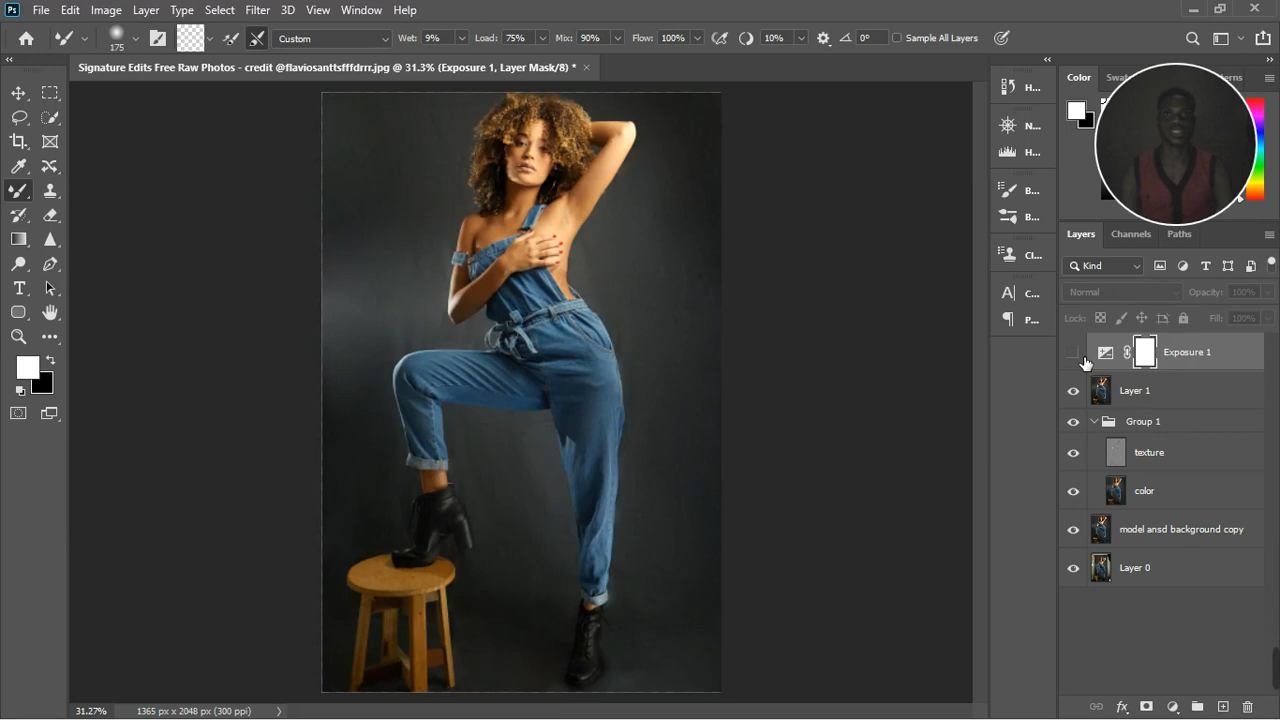 Ps File Edit Image Layer Type Select Filter 3D View Window Help
175 Custom Wet: 9% Load: 75% Mix: 90% Flow: 100% 10% 0° Sample All Layers
Signature Edits Free Raw Photos - credit @flaviosanttsfffdrrr.jpg @ 31.3% (Exposure 1, Layer Mask/8) *
H...
N...
H...
B...
B...
Cl...
C...
P...
Color
Layers Channels Paths
Kind
Normal Opacity: 100%
Lock: Fill: 100%
Exposure 1
Layer 1
Group 1
texture
color
model ansd background copy
Layer 0
31.27% 1365 px x 2048 px (300 ppi)